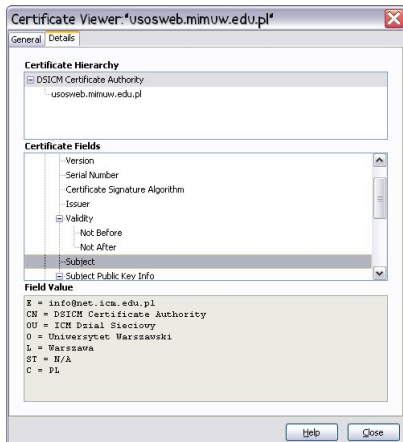 Certificate Viewer:"usosweb.mimuw.edu.pl"
General Details
Certificate Hierarchy
DSICM Certificate Authority
usosweb.mimuw.edu.pl
Certificate Fields
Version
Serial Number
Certificate Signature Algorithm
Issuer
Validity
Not Before
Not After
Subject
Subject Public Key Info
Field Value
E = info@net.icm.edu.pl
CN = DSICM Certificate Authority
OU = ICM Dzial Sieciowy
O = Uniwersytet Warszawski
L = Warszawa
ST = N/A
C = PL
Help Close